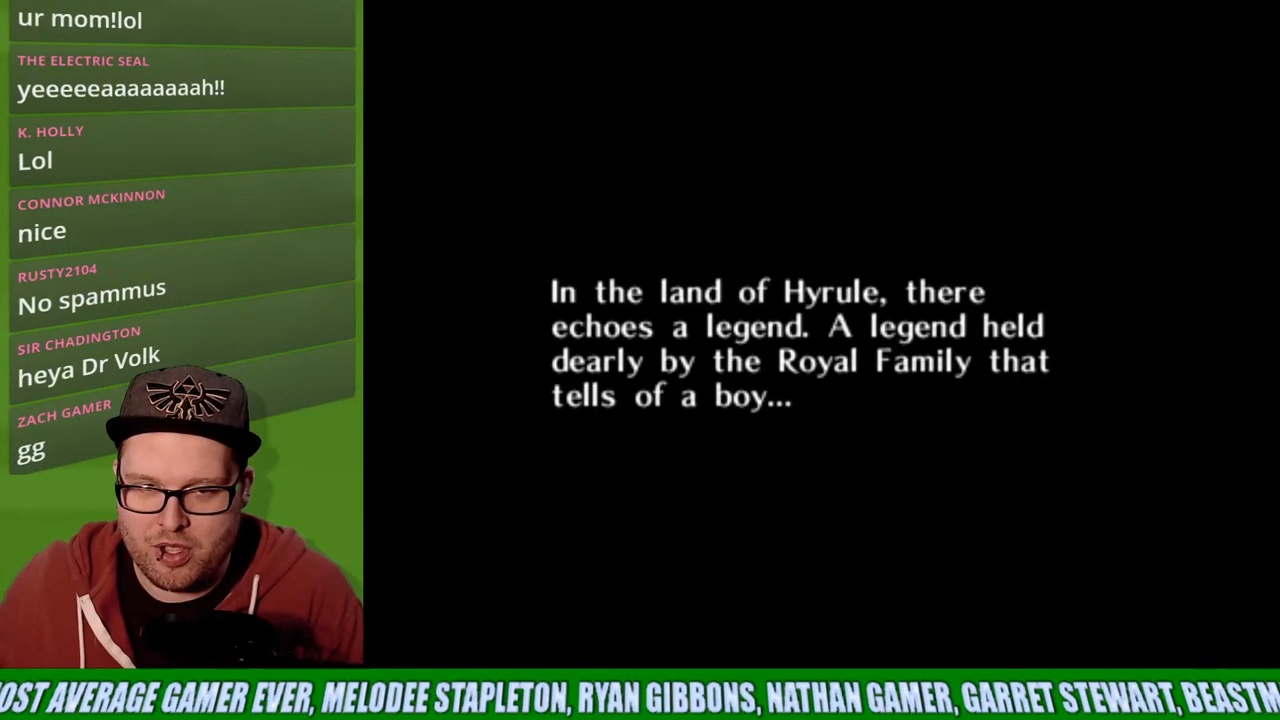 ur mom!lol
THE ELECTRIC SEAL
yeeeeeaaaaaaaah!!
K. HOLLY
Lol
CONNOR MCKINNON
nice
RUSTY2104
No spammus
SIR CHADINGTON
heya Dr Volk
ZACH GAMER
gg
In the land of Hyrule, there
echoes a legend. A legend held
dearly by the Royal Family that
tells of a boy...
OST AVERAGE GAMER EVER, MELODEE STAPLETON, RYAN GIBBONS, NATHAN GAMER, GARRET STEWART, BEASTM